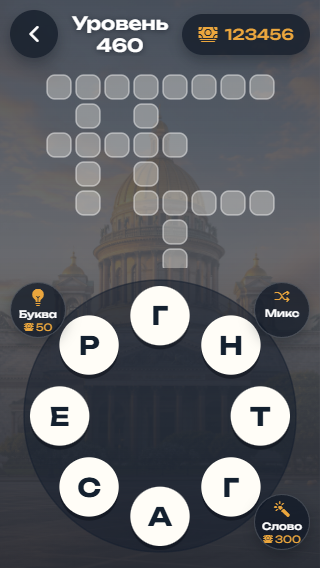 Уровень
460
123456
Буква
50
Микс
Г
Р
Н
Е
Т
С
Г
А
Слово
300